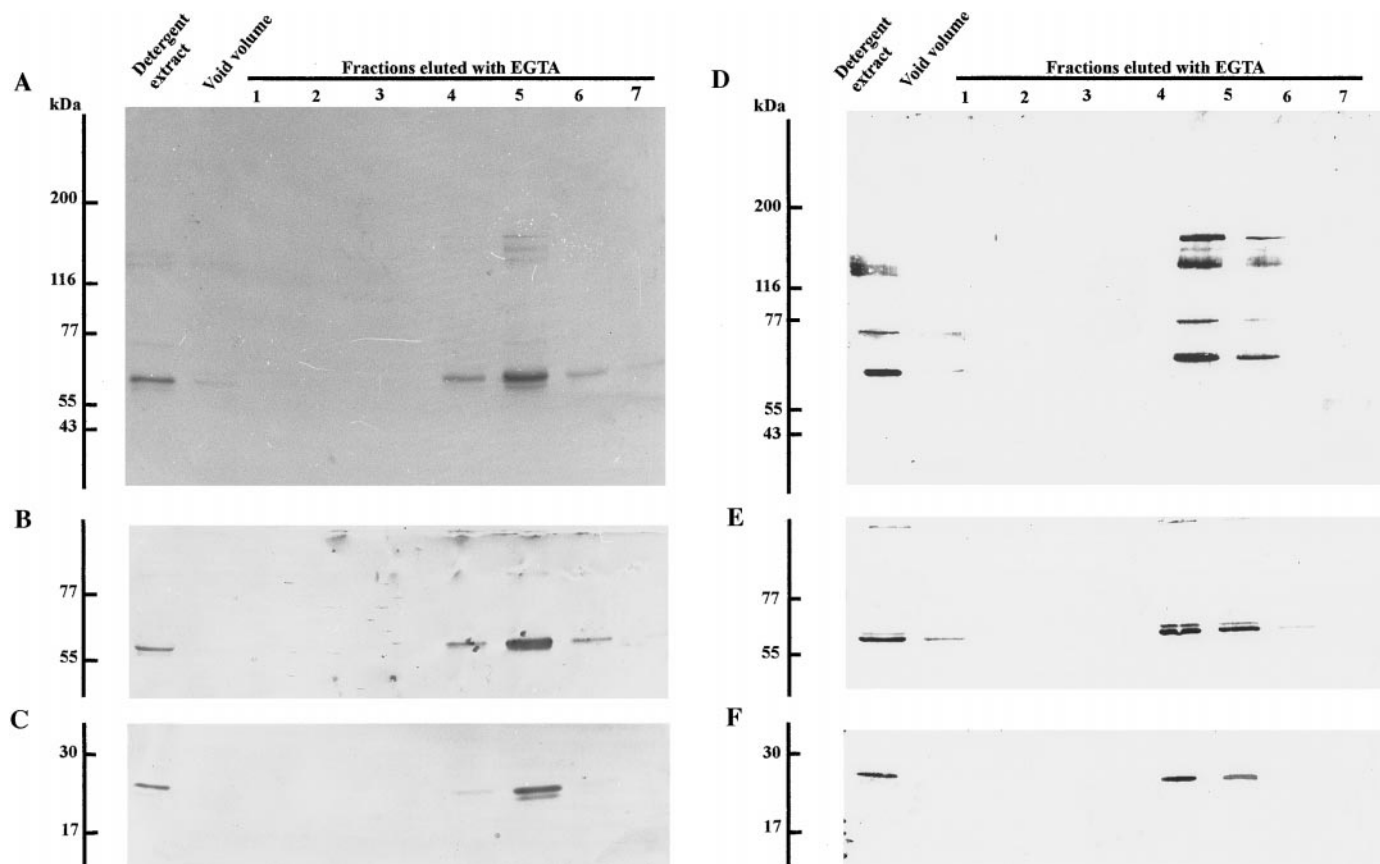 A
kDa
Detergent
extract
Void volume
Fractions eluted with EGTA
1 2 3 4 5 6 7
200
116
77
55
43
B
77
55
C
30
17
D
Detergent
extract
Void volume
Fractions eluted with EGTA
1 2 3 4 5 6 7
kDa
200
116
77
55
43
E
77
55
F
30
17